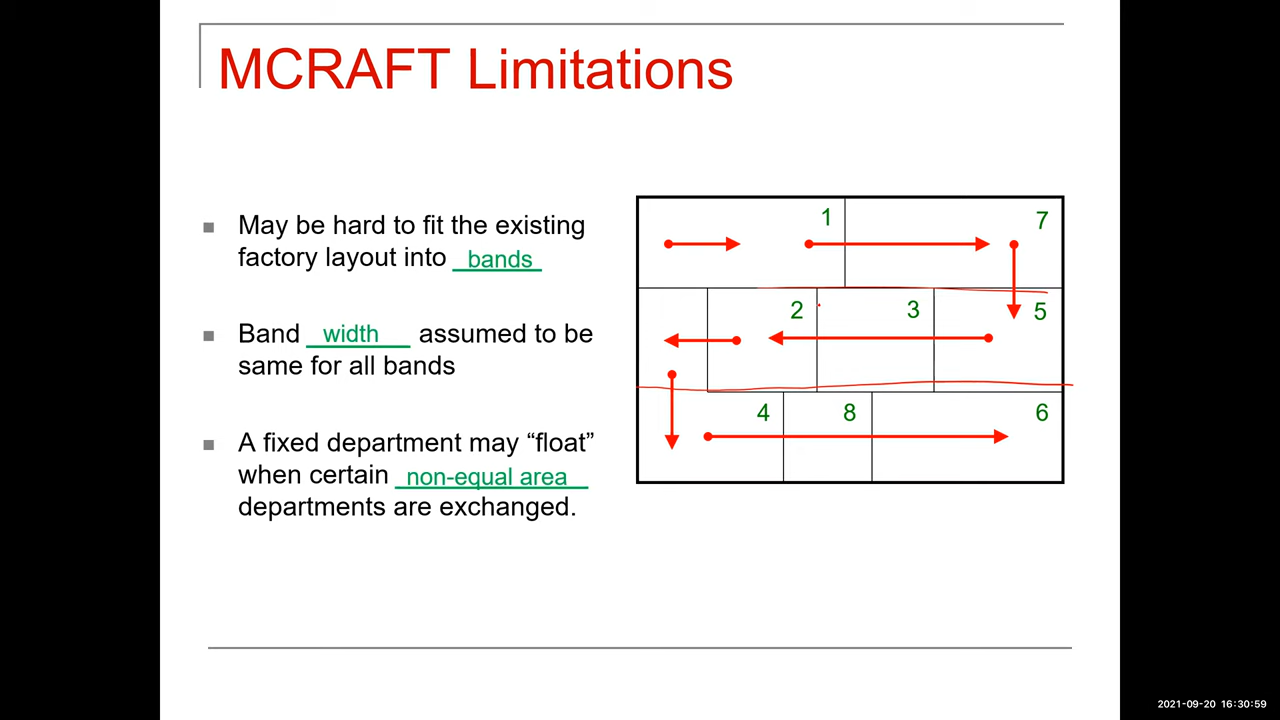 MCRAFT Limitations
May be hard to fit the existing
factory layout into bands
Band width assumed to be
same for all bands
A fixed department may “float”
when certain non-equal area
departments are exchanged.
1 7
2 3 5
4 8 6
2021-09-20 16:30:59